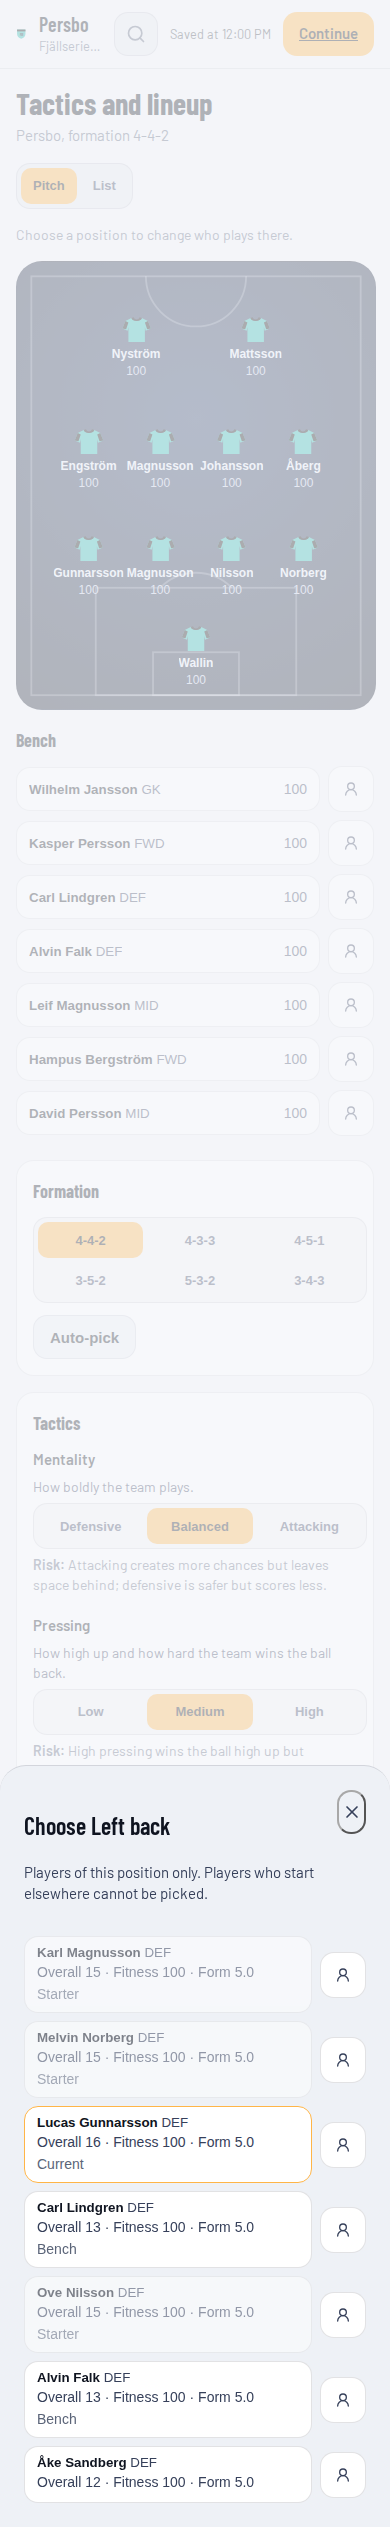 Persbo
Fjällserie...
Saved at 12:00 PM
Continue
Tactics and lineup
Persbo, formation 4-4-2
Pitch
List
Choose a position to change who plays there.
Nyström
100
Mattsson
100
Engström
100
Magnusson
100
Johansson
100
Åberg
100
Gunnarsson
100
Magnusson
100
Nilsson
100
Norberg
100
Wallin
100
Bench
Wilhelm Jansson GK 100
Kasper Persson FWD 100
Carl Lindgren DEF 100
Alvin Falk DEF 100
Leif Magnusson MID 100
Hampus Bergström FWD 100
David Persson MID 100
Formation
4-4-2 4-3-3 4-5-1
3-5-2 5-3-2 3-4-3
Auto-pick
Tactics
Mentality
How boldly the team plays.
Defensive Balanced Attacking
Risk: Attacking creates more chances but leaves
space behind; defensive is safer but scores less.
Pressing
How high up and how hard the team wins the ball
back.
Low Medium High
Risk: High pressing wins the ball high up but
Choose Left back
Players of this position only. Players who start
elsewhere cannot be picked.
Karl Magnusson DEF
Overall 15 · Fitness 100 · Form 5.0
Starter
Melvin Norberg DEF
Overall 15 · Fitness 100 · Form 5.0
Starter
Lucas Gunnarsson DEF
Overall 16 · Fitness 100 · Form 5.0
Current
Carl Lindgren DEF
Overall 13 · Fitness 100 · Form 5.0
Bench
Ove Nilsson DEF
Overall 15 · Fitness 100 · Form 5.0
Starter
Alvin Falk DEF
Overall 13 · Fitness 100 · Form 5.0
Bench
Åke Sandberg DEF
Overall 12 · Fitness 100 · Form 5.0